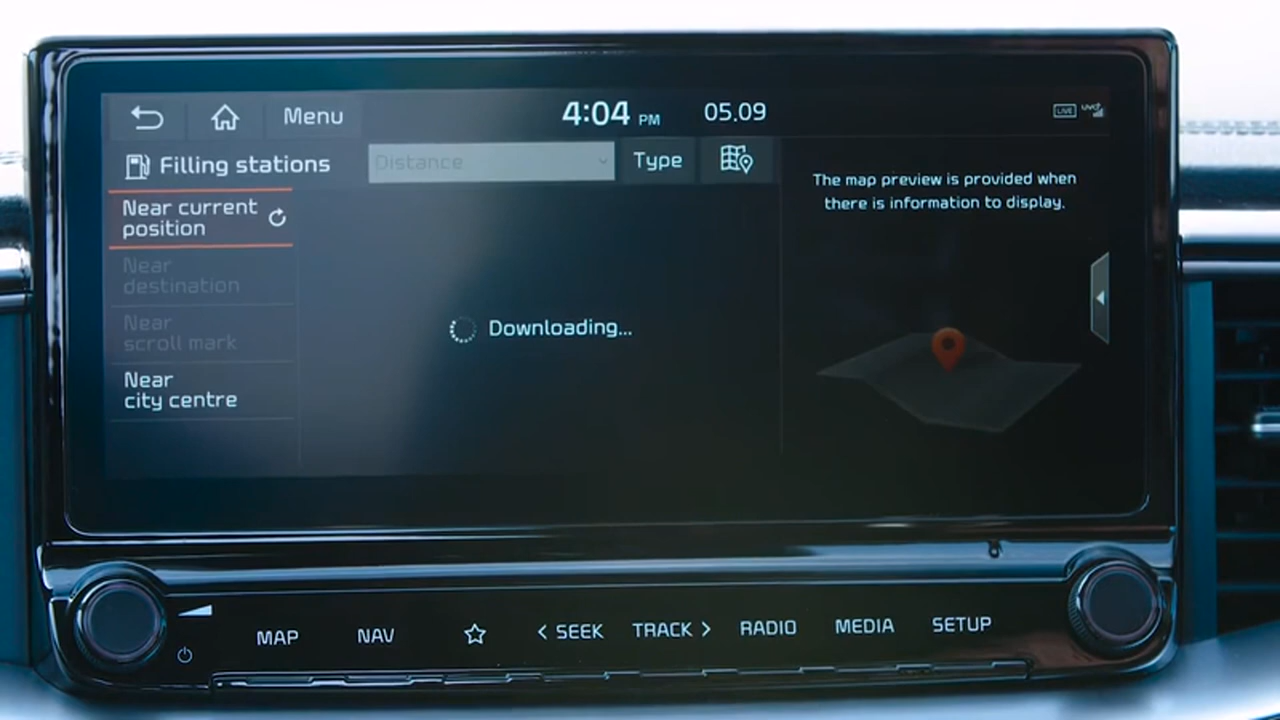 Menu
4:04 PM
05.09
LIVE
UVO
Filling stations
Distance
Type
Near current
position
Near
destination
Near
scroll mark
Near
city centre
Downloading...
The map preview is provided when
there is information to display.
MAP
NAV
< SEEK
TRACK >
RADIO
MEDIA
SETUP